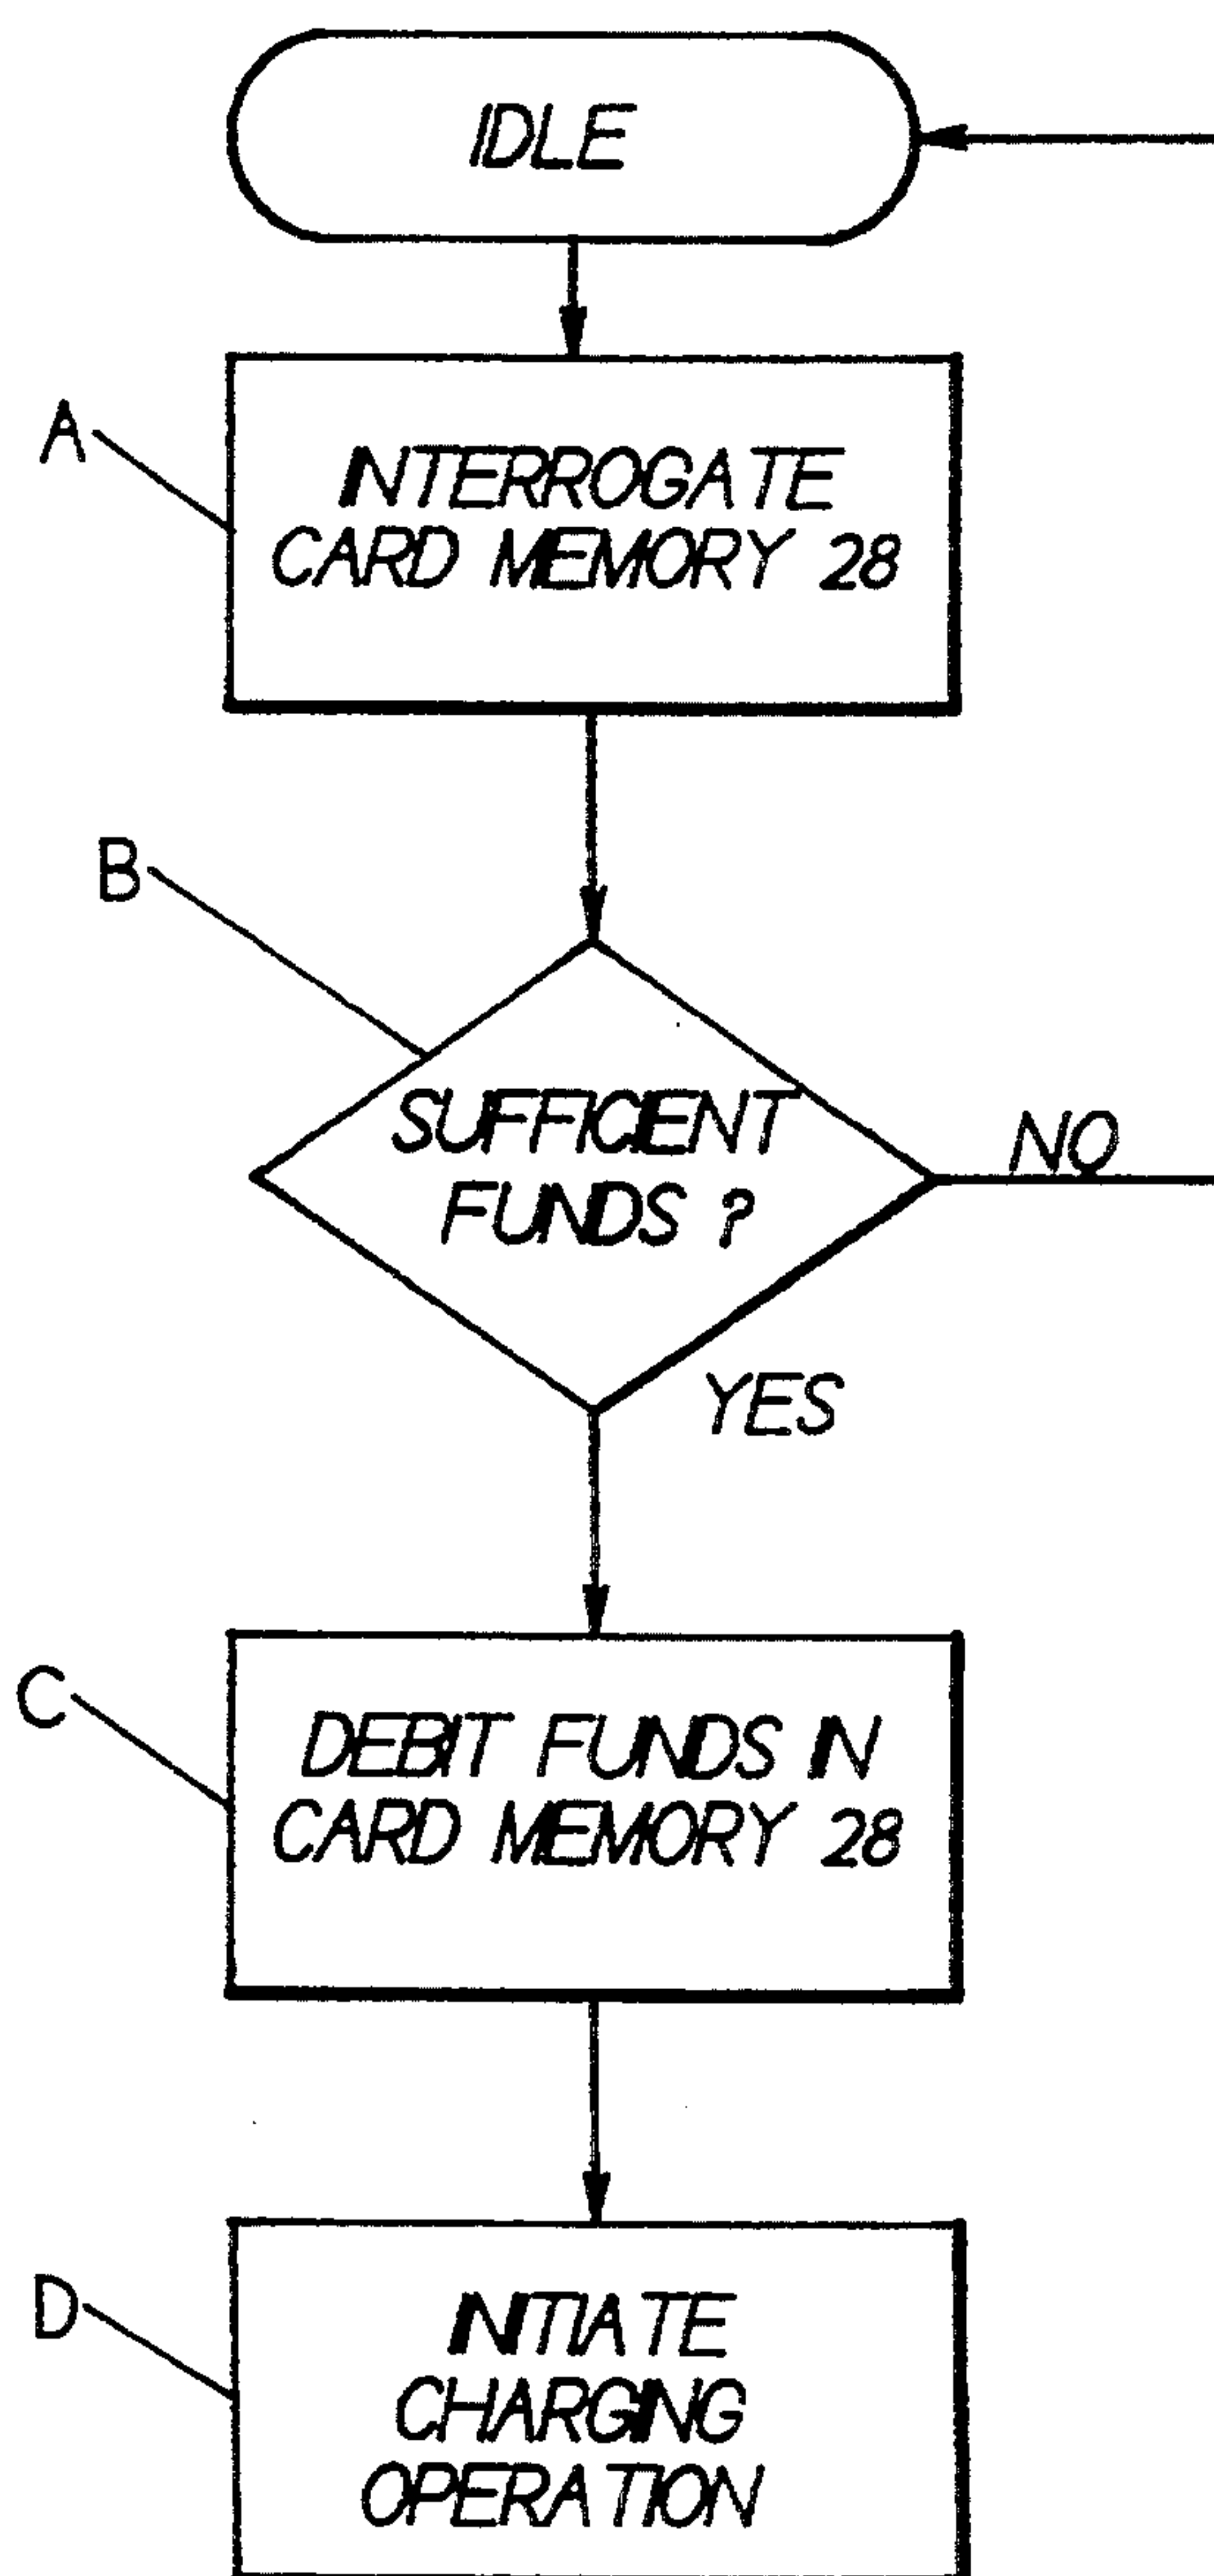 IDLE
A
INTERROGATE
CARD MEMORY 28
B
SUFFICIENT
FUNDS ?
NO
YES
C
DEBIT FUNDS IN
CARD MEMORY 28
D
INITIATE
CHARGING
OPERATION